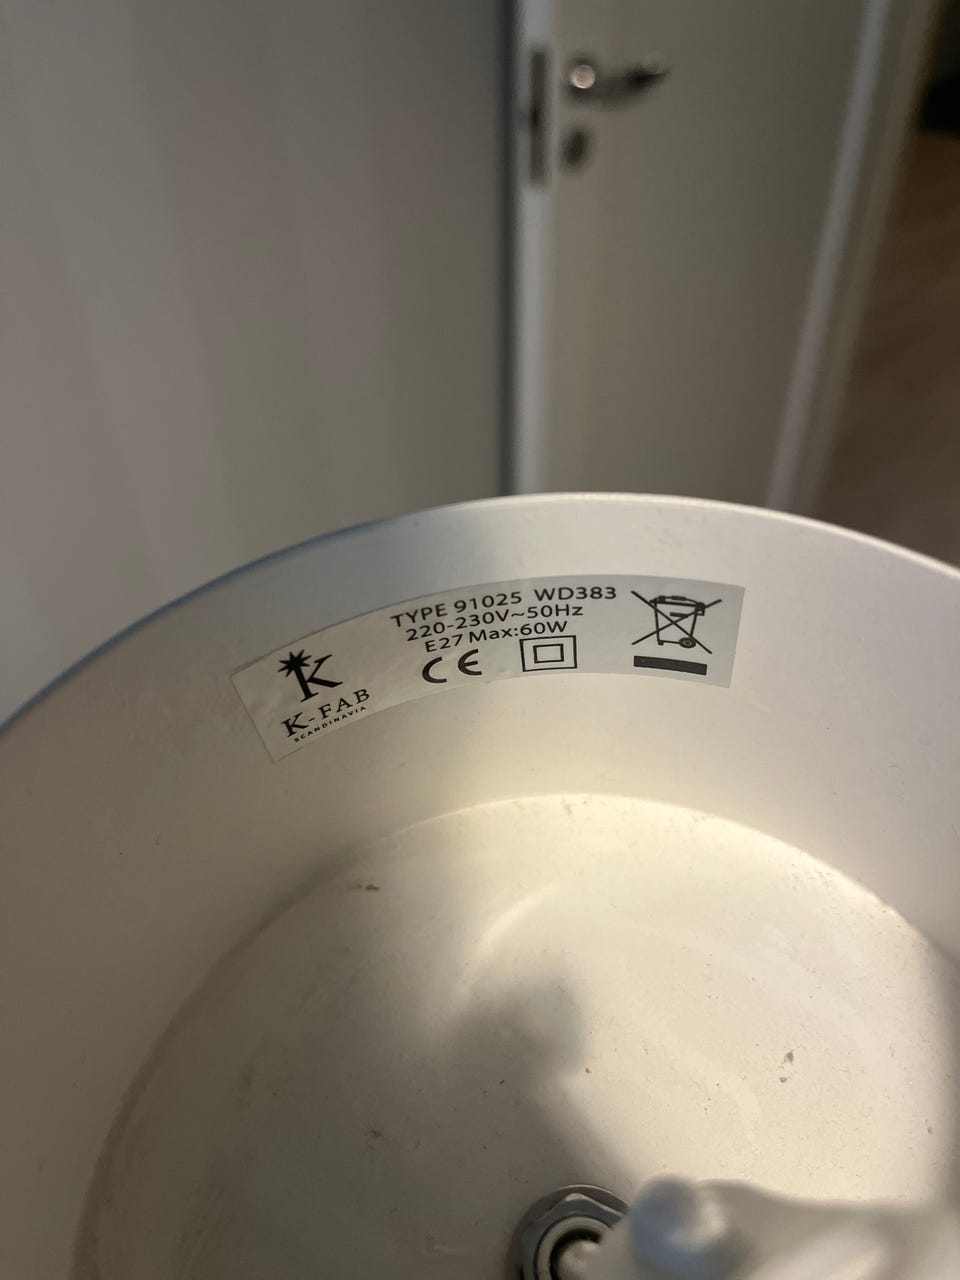 TYPE 91025 WD383
220-230V~50Hz
E27 Max:60W
CE
K
K-FAB
SCANDINAVIA